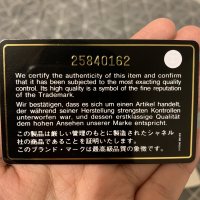 25840162
We certify the authenticity of this item and confirm
that it has been subjected to the most exacting quality
control. Its high quality is a symbol of the fine reputation
of the Trademark.
Wir bestätigen, dass es sich um einen Artikel handelt,
der während seiner Herstellung strengsten Kontrollen
unterworfen war, und dessen erstklassige Qualität
dem hohen Ansehen unserer Marke entspricht.
この製品は厳しい管理のもとに製造されたシャネル
社の商品であることを証明いたします。
このブランド・マークは最高級品質の象徴です。